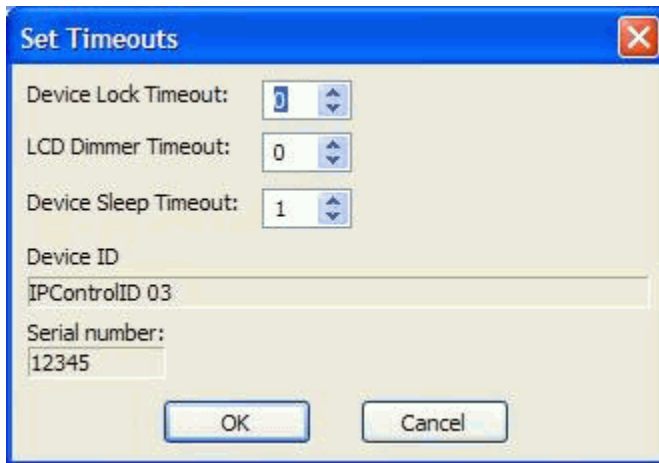 Set Timeouts
Device Lock Timeout: 0
LCD Dimmer Timeout: 0
Device Sleep Timeout: 1
Device ID
IPControlID 03
Serial number:
12345
OK Cancel